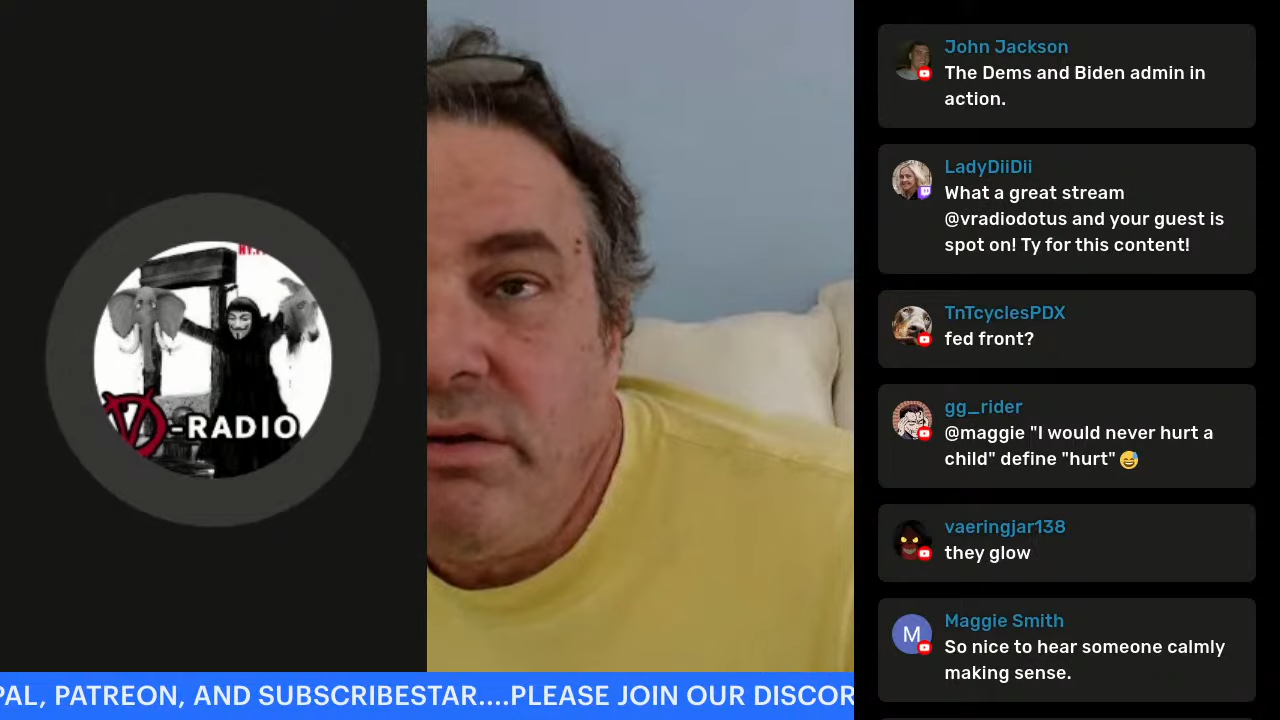 -RADIO
PAL, PATREON, AND SUBSCRIBESTAR....PLEASE JOIN OUR DISCOR
John Jackson
The Dems and Biden admin in
action.
LadyDiiDii
What a great stream
@vradiodotus and your guest is
spot on! Ty for this content!
TnTcyclesPDX
fed front?
gg_rider
@maggie "I would never hurt a
child" define "hurt" 😅
vaeringjar138
they glow
M
Maggie Smith
So nice to hear someone calmly
making sense.